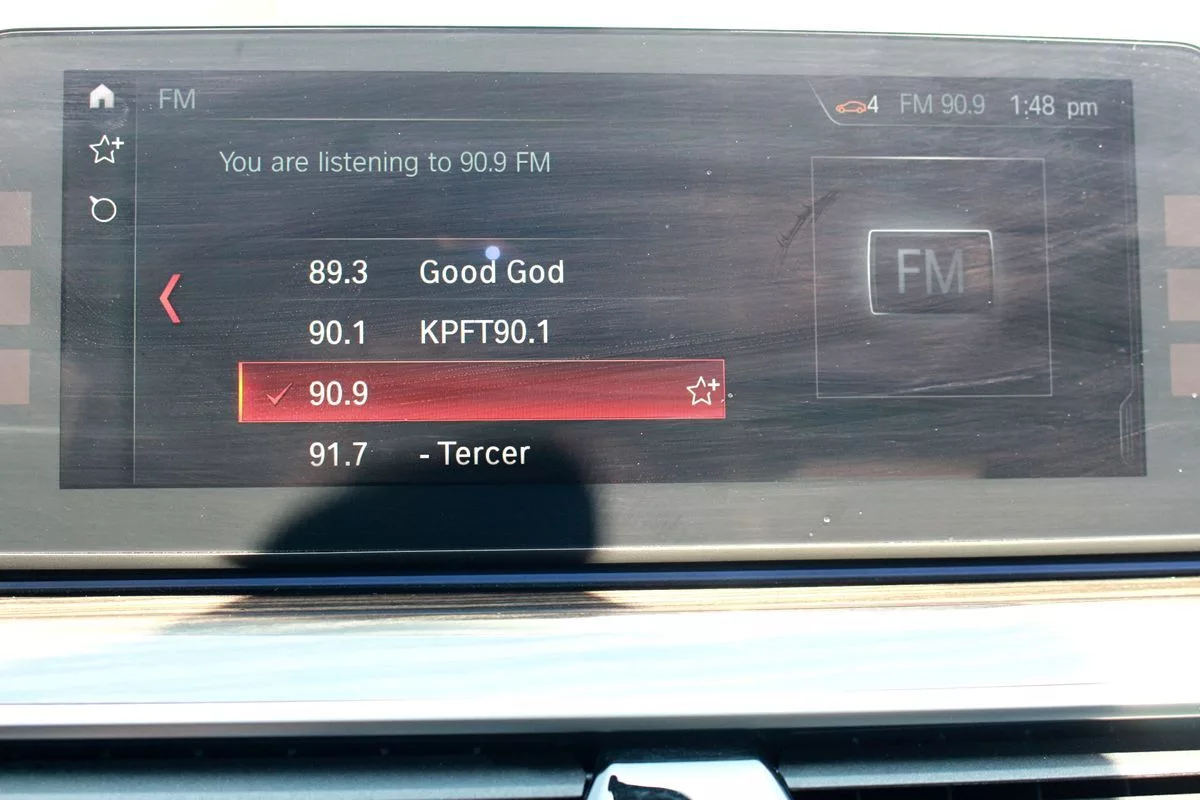 FM
4 FM 90.9 1:48 pm
You are listening to 90.9 FM
FM
89.3 Good God
90.1 KPFT90.1
90.9
91.7 - Tercer